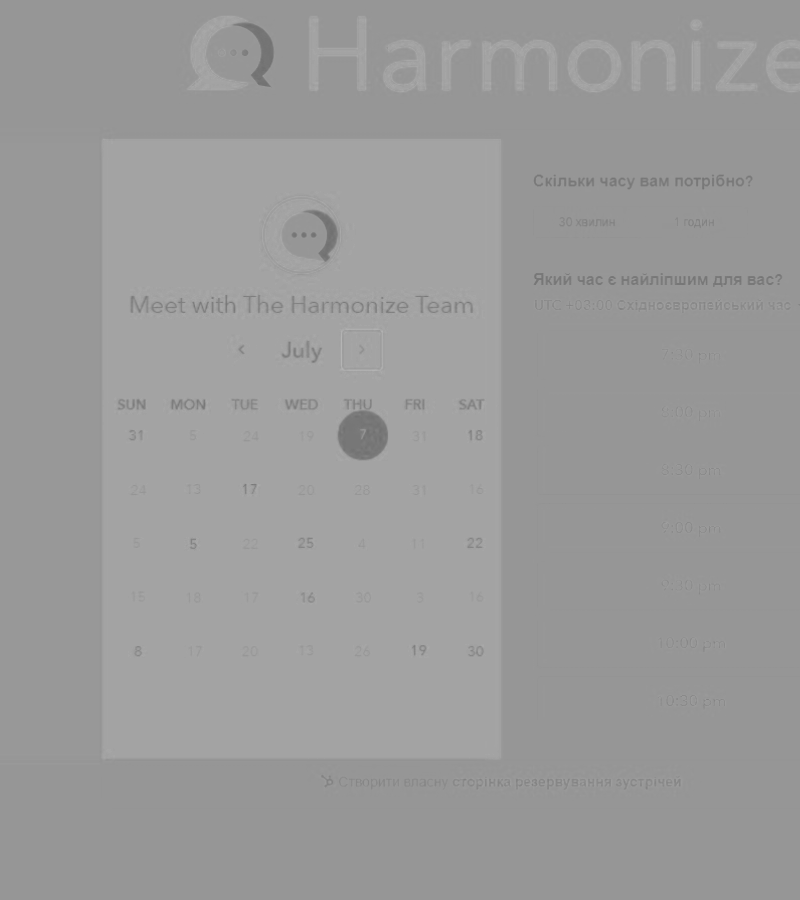 Harmonize
Meet with The Harmonize Team
July
SUN MON TUE WED THU FRI SAT
31 5 24 19 7 31 18
24 13 17 20 28 31 16
5 5 22 25 4 11 22
15 18 17 16 30 3 16
8 17 20 13 26 19 30
Скільки часу вам потрібно?
30 хвилин 1 годин
Який час є найліпшим для вас?
UTC +03:00 Східноєвропейський час
7:30 pm
8:00 pm
8:30 pm
9:00 pm
9:30 pm
10:00 pm
10:30 pm
Створити власну сторінка резервування зустрічей